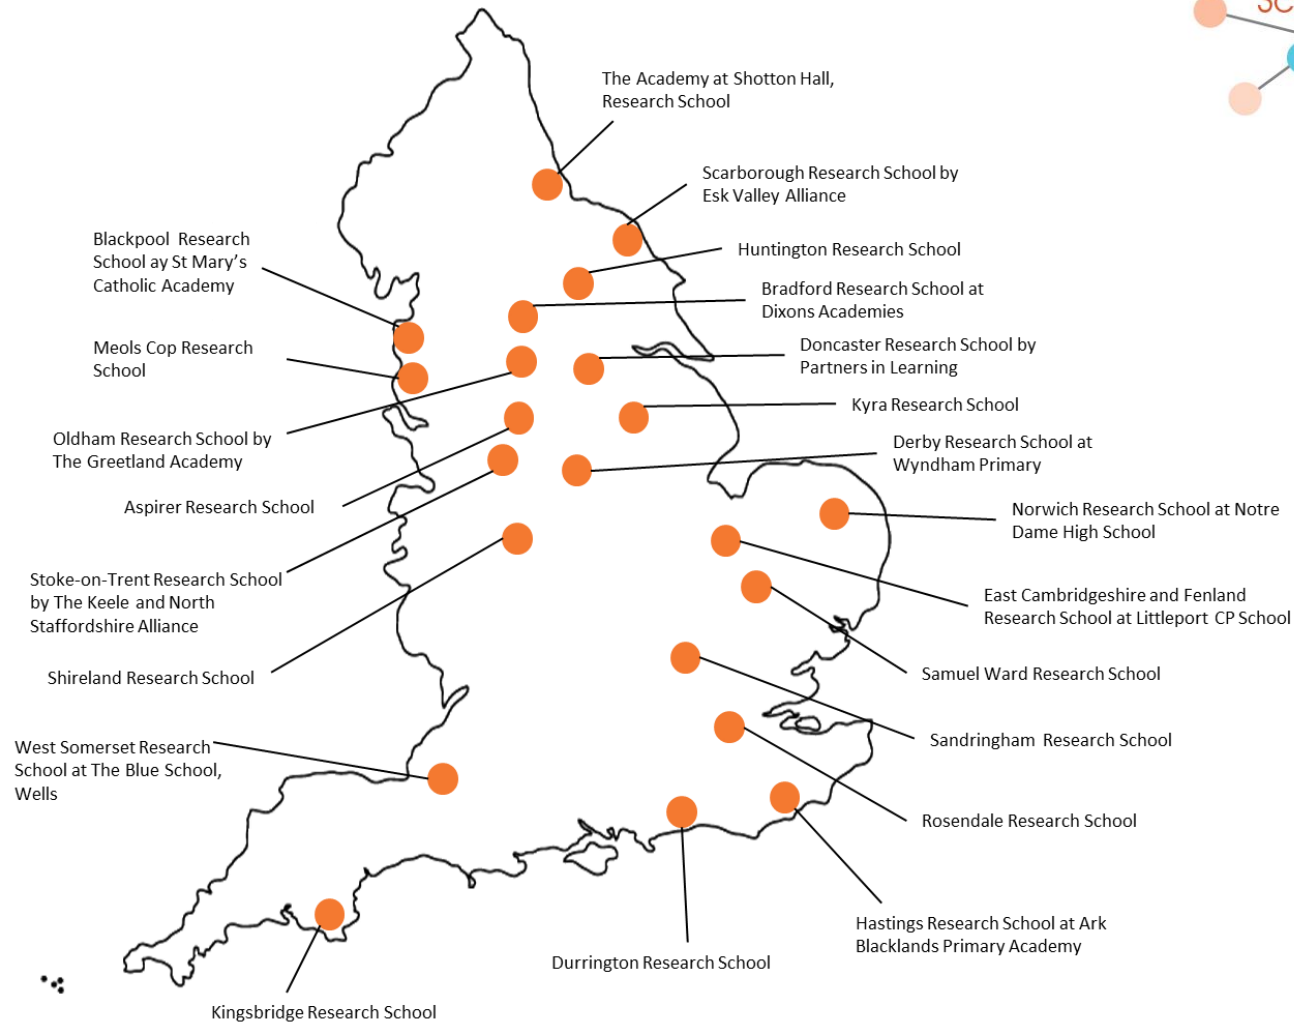 SC
The Academy at Shotton Hall,
Research School
Scarborough Research School by
Esk Valley Alliance
Blackpool Research
School ay St Mary's
Catholic Academy
Huntington Research School
Bradford Research School at
Dixons Academies
Meols Cop Research
School
Doncaster Research School by
Partners in Learning
Kyra Research School
Oldham Research School by
The Greetland Academy
Derby Research School at
Wyndham Primary
Aspirer Research School
Norwich Research School at Notre
Dame High School
Stoke-on-Trent Research School
by The Keele and North
Staffordshire Alliance
East Cambridgeshire and Fenland
Research School at Littleport CP School
Shireland Research School
Samuel Ward Research School
West Somerset Research
School at The Blue School,
Wells
Sandringham Research School
Rosendale Research School
Hastings Research School at Ark
Blacklands Primary Academy
Durrington Research School
Kingsbridge Research School